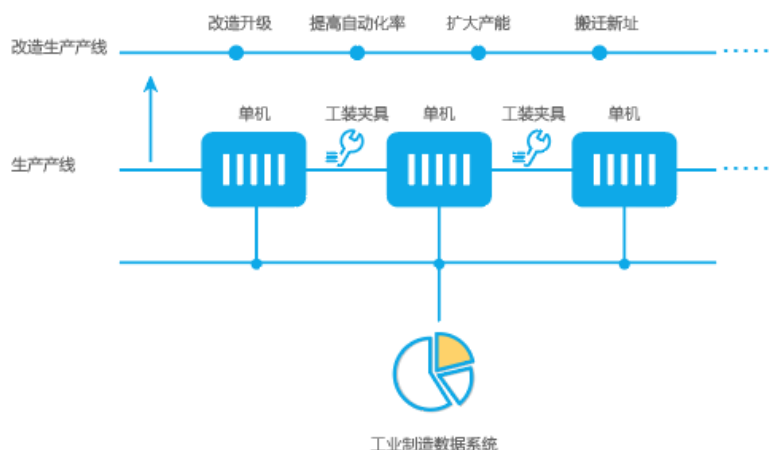 改造升级 提高自动化率 扩大产能 搬迁新址
改造生产产线
单机 工装夹具 单机 工装夹具 单机
生产产线
工业制造数据系统